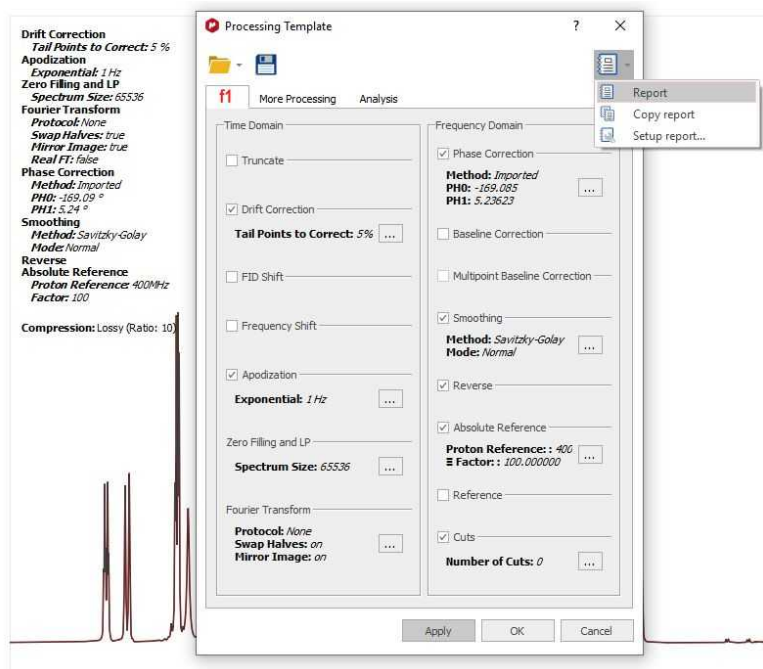 Drift Correction
Tail Points to Correct: 5 %
Apodization
Exponential: 1 Hz
Zero Filling and LP
Spectrum Size: 65536
Fourier Transform
Protocol: None
Swap Halves: true
Mirror Image: true
Real FT: false
Phase Correction
Method: Imported
PH0: -169.09 º
PH1: 5.24 º
Smoothing
Method: Savitzky-Golay
Mode: Normal
Reverse
Absolute Reference
Proton Reference: 400MHz
Factor: 100
Compression: Lossy (Ratio: 10)
Processing Template
? X
Report
Copy report
Setup report...
f1 More Processing Analysis
Time Domain
Truncate
Drift Correction
Tail Points to Correct: 5% ...
FID Shift
Frequency Shift
Apodization
Exponential: 1 Hz ...
Zero Filling and LP
Spectrum Size: 65536 ...
Fourier Transform
Protocol: None
Swap Halves: on ...
Mirror Image: on
Frequency Domain
Phase Correction
Method: Imported
PH0: -169.085 ...
PH1: 5.23623
Baseline Correction
Multipoint Baseline Correction
Smoothing
Method: Savitzky-Golay
Mode: Normal ...
Reverse
Absolute Reference
Proton Reference: : 400
Ξ Factor: : 100.000000 ...
Reference
Cuts
Number of Cuts: 0 ...
Apply OK Cancel